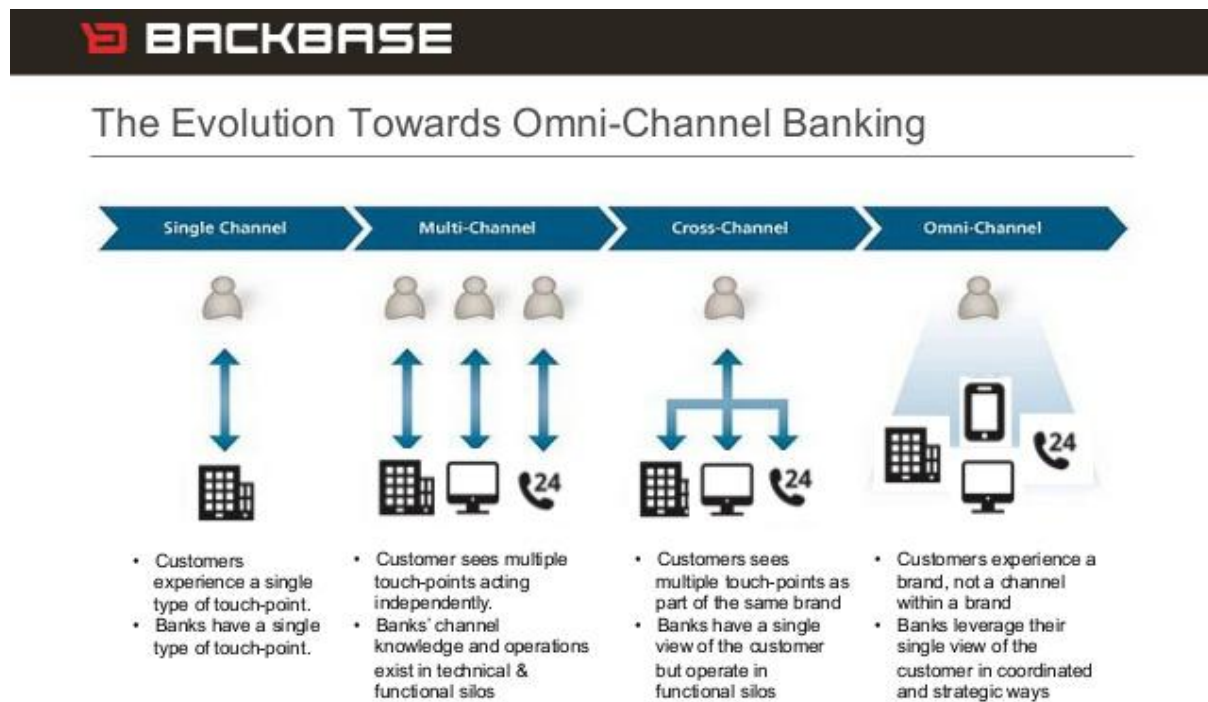 BACKBASE
The Evolution Towards Omni-Channel Banking
Single Channel
Multi-Channel
Cross-Channel
Omni-Channel
24
24
24
• Customers
experience a single
type of touch-point.
• Banks have a single
type of touch-point.
• Customer sees multiple
touch-points acting
independently.
• Banks' channel
knowledge and operations
exist in technical &
functional silos
• Customers sees
multiple touch-points as
part of the same brand
• Banks have a single
view of the customer
but operate in
functional silos
• Customers experience a
brand, not a channel
within a brand
• Banks leverage their
single view of the
customer in coordinated
and strategic ways